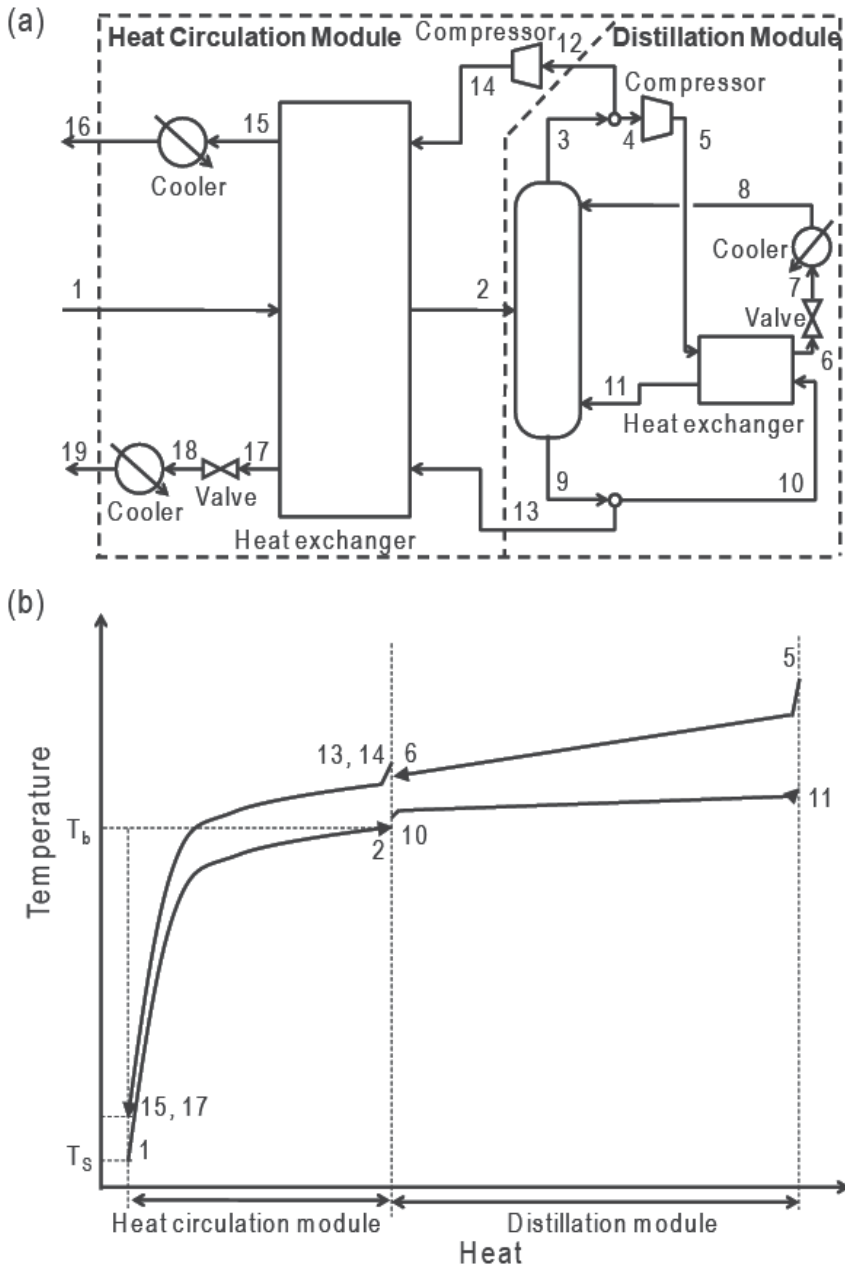 (a)
Heat Circulation Module
Compressor
12
Distillation Module
14
Compressor
16
15
3
4
5
Cooler
8
Cooler
1
2
7
Valve
6
11
19
18
17
Heat exchanger
9
10
Valve
Cooler
13
Heat exchanger
(b)
5
13, 14
6
Temperature
11
Tb
10
2
15, 17
Ts
1
Heat circulation module
Distillation module
Heat